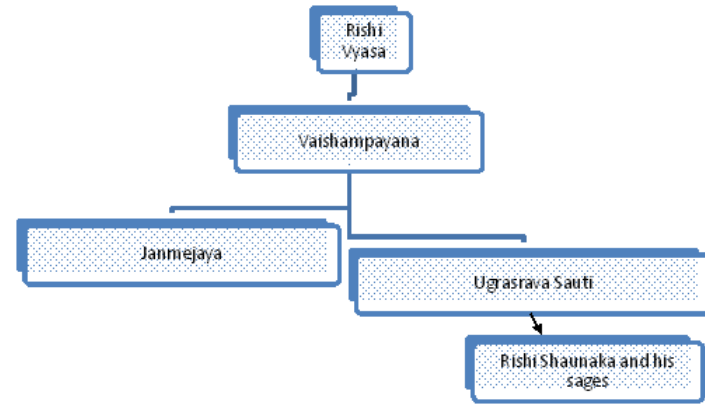 Rishi
Vyasa
Vaishampayana
Janmejaya
Ugrasrava Sauti
Rishi Shaunaka and his
sages